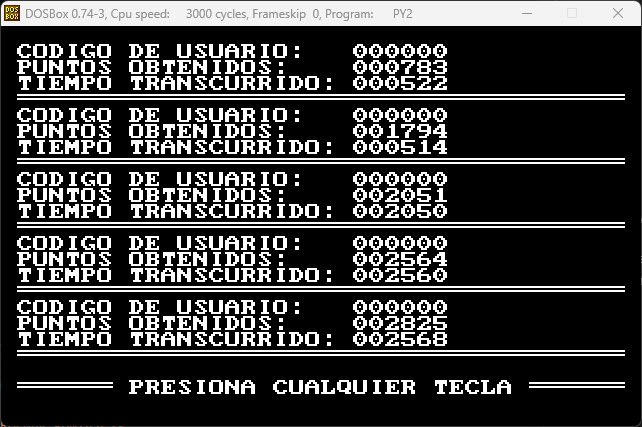 DOSBox 0.74-3, Cpu speed: 3000 cycles, Frameskip 0, Program: PY2
CODIGO DE USUARIO: 000000
PUNTOS OBTENIDOS: 000783
TIEMPO TRANSCURRIDO: 000522
CODIGO DE USUARIO: 000000
PUNTOS OBTENIDOS: 001794
TIEMPO TRANSCURRIDO: 000514
CODIGO DE USUARIO: 000000
PUNTOS OBTENIDOS: 002051
TIEMPO TRANSCURRIDO: 002050
CODIGO DE USUARIO: 000000
PUNTOS OBTENIDOS: 002564
TIEMPO TRANSCURRIDO: 002560
CODIGO DE USUARIO: 000000
PUNTOS OBTENIDOS: 002825
TIEMPO TRANSCURRIDO: 002568
PRESIONA CUALQUIER TECLA